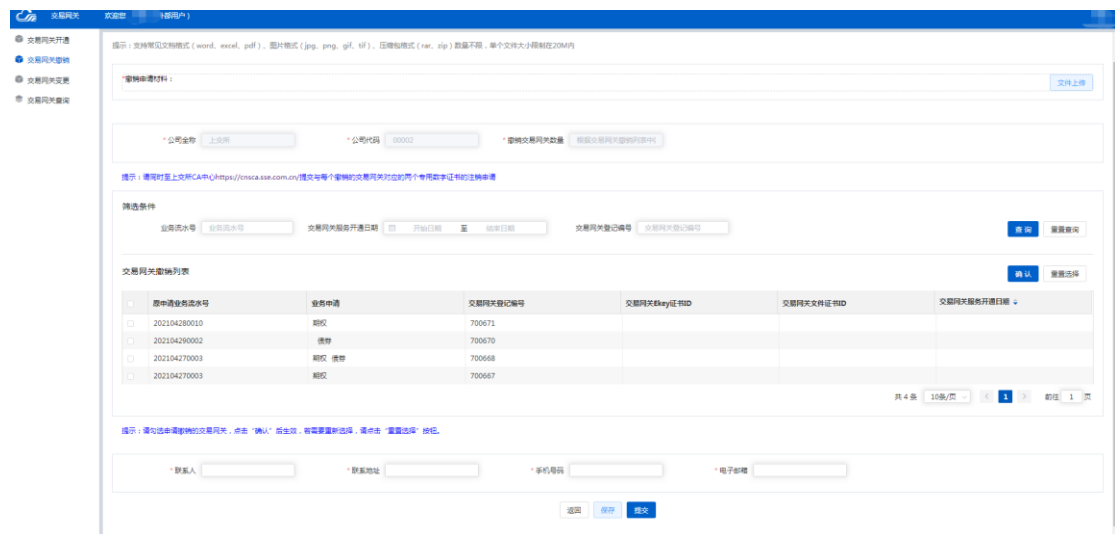 交易网关 欢迎您 部用户）
交易网关开通
交易网关撤销
交易网关变更
交易网关查询
提示：支持常见文档格式（word、excel、pdf）、图片格式（jpg、png、gif、tif）、压缩包格式（rar、zip）数量不限，单个文件大小限制在20M内
*撤销申请材料： 文件上传
*公司全称 上交所 *公司代码 00002 *撤销交易网关数量 根据交易网关撤销列表中
提示：请同时至上交所CA中心https://cnsca.sse.com.cn/提交与每个撤销的交易网关对应的两个专用数字证书的注销申请
筛选条件
业务流水号 业务流水号 交易网关服务开通日期 开始日期 至 结束日期 交易网关登记编号 交易网关登记编号 查询 重置查询
交易网关撤销列表 确认 重置选择
原申请业务流水号 业务申请 交易网关登记编号 交易网关Ekey证书ID 交易网关文件证书ID 交易网关服务开通日期
202104280010 期权 700671
202104290002 债券 700670
202104270003 期权 债券 700668
202104270003 期权 700667
共 4 条 10条/页 < 1 > 前往 1 页
提示：请勾选申请撤销的交易网关，点击“确认”后生效，若需要重新选择，请点击“重置选择”按钮。
*联系人 *联系地址 *手机号码 *电子邮箱
返回 保存 提交